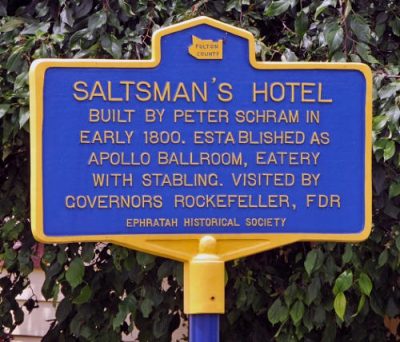 FULTON
COUNTY
SALTSMAN'S HOTEL
BUILT BY PETER SCHRAM IN
EARLY 1800. ESTABLISHED AS
APOLLO BALLROOM, EATERY
WITH STABLING. VISITED BY
GOVERNORS ROCKEFELLER, FDR
EPHRATAH HISTORICAL SOCIETY